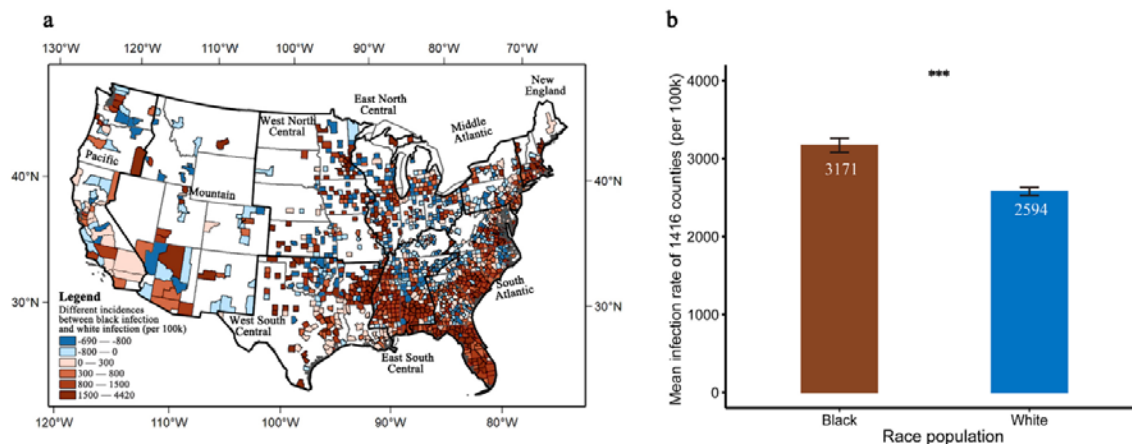 a
130°W 120°W 110°W 100°W 90°W 80°W 70°W
New
England
East North
Central
West North
Central
Middle
Atlantic
Pacific
40°N
40°N
Mountain
South
Atlantic
30°N
30°N
West South
Central
East South
Central
Legend
Different incidences
between black infection
and white infection (per 100k)
-690 — -800
-800 — 0
0 — 300
300 — 800
800 — 1500
1500 — 4420
120°W 110°W 100°W 90°W 80°W
b
Mean infection rate of 1416 counties (per 100k)
4000
3000
2000
1000
0
***
3171
2594
Black White
Race population